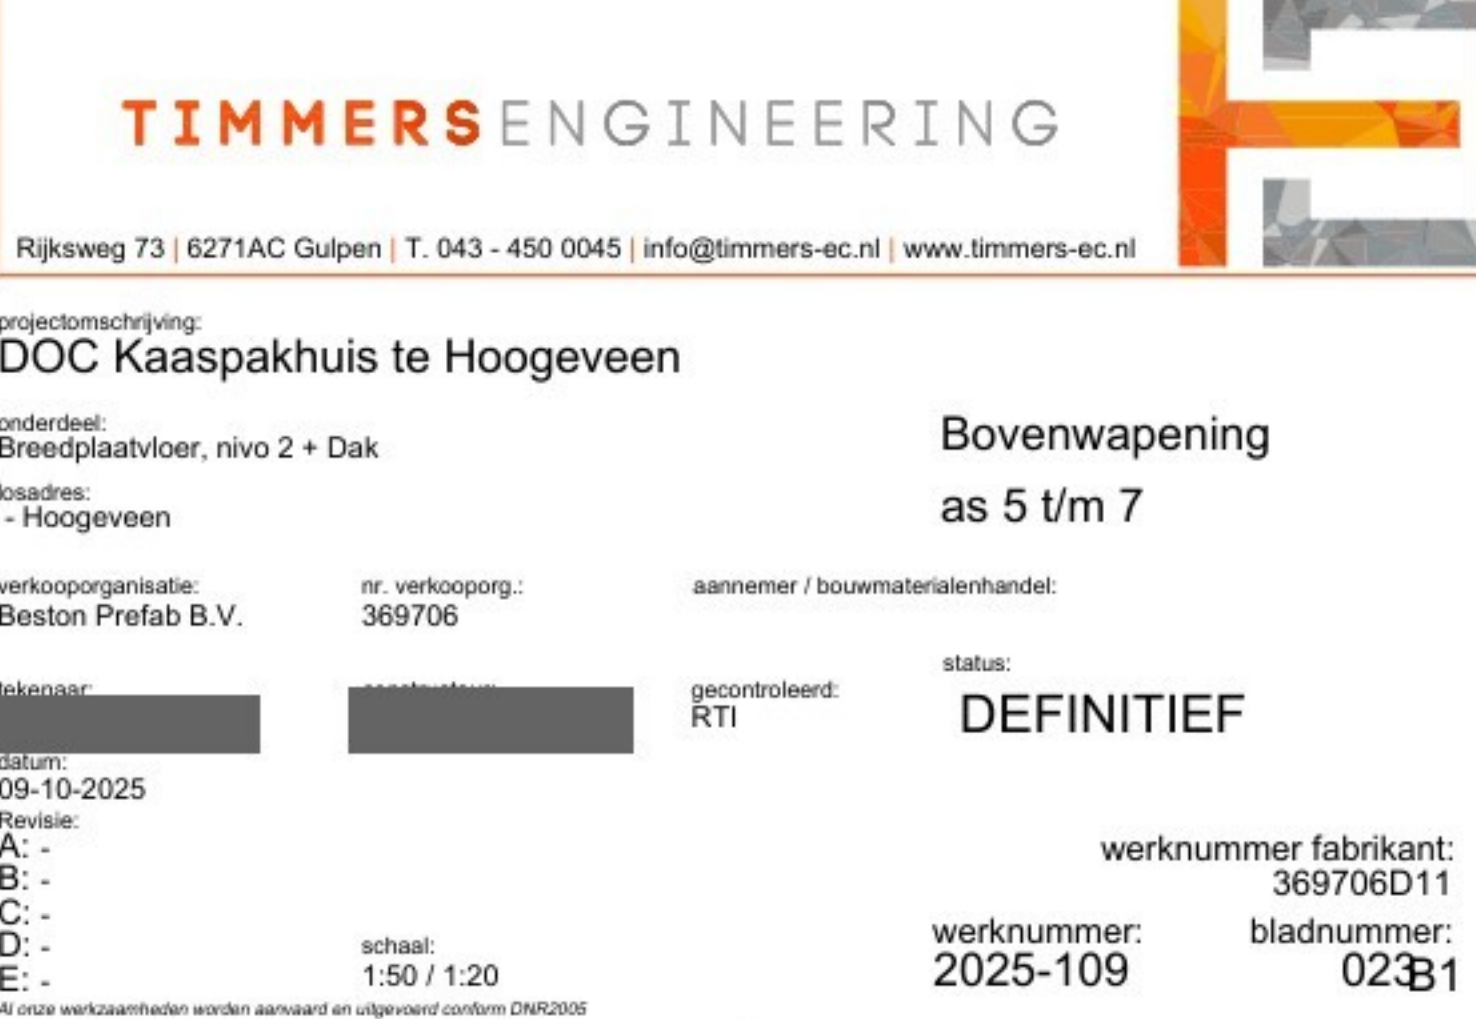 TIMMERS ENGINEERING
Rijksweg 73 | 6271AC Gulpen | T. 043 - 450 0045 | info@timmers-ec.nl | www.timmers-ec.nl
projectomschrijving:
DOC Kaaspakhuis te Hoogeveen
onderdeel:
Breedplaatvloer, nivo 2 + Dak
Bovenwapening
as 5 t/m 7
losadres:
- Hoogeveen
verkooporganisatie: nr. verkooporg.: aannemer / bouwmaterialenhandel:
Beston Prefab B.V. 369706
status:
DEFINITIEF
tekenaar: gecontroleerd:
RTI
datum:
09-10-2025
Revisie:
A: -
B: -
C: -
D: -
E: -
schaal:
1:50 / 1:20
werknummer fabrikant:
369706D11
werknummer: bladnummer:
2025-109 023B1
Al onze werkzaamheden worden aanvaard en uitgevoerd conform DNR2005